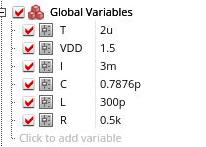 Global Variables
T 2u
VDD 1.5
I 3m
C 0.7876p
L 300p
R 0.5k
Click to add variable